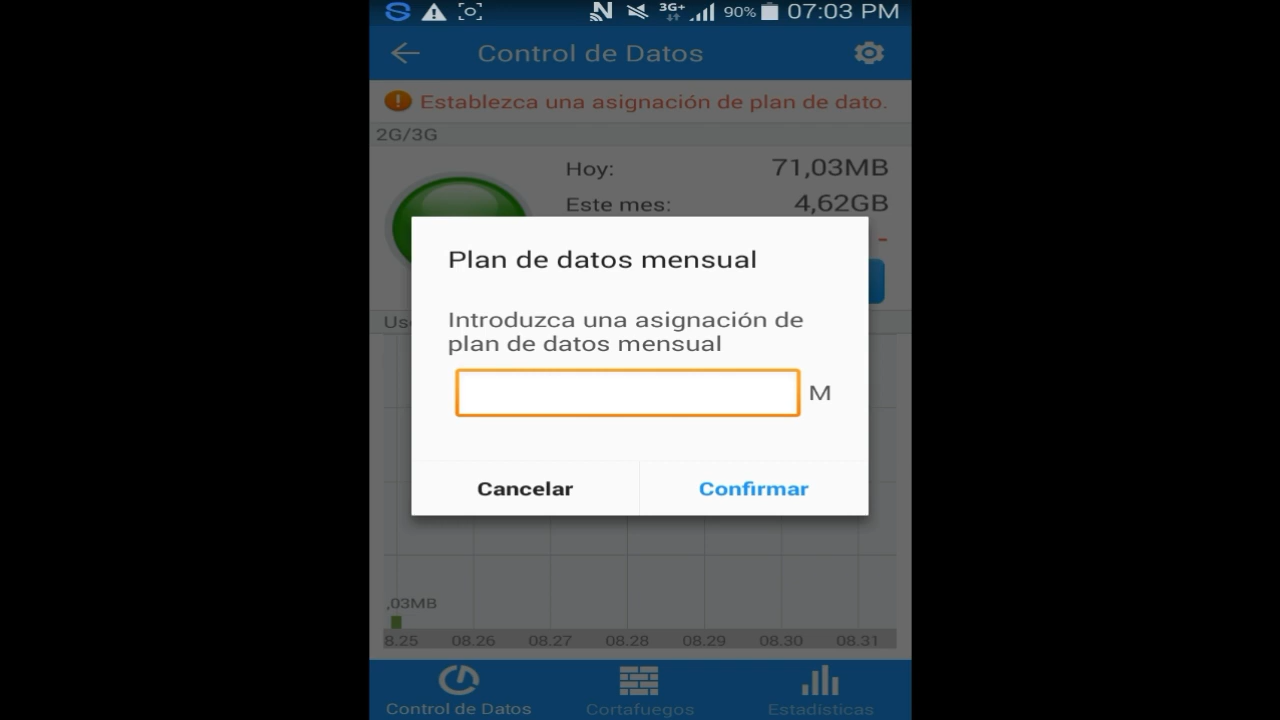 3G+ 90% 07:03 PM
Control de Datos
Establezca una asignación de plan de dato.
2G/3G
Hoy: 71,03MB
Este mes: 4,62GB
Plan de datos mensual
Introduzca una asignación de
plan de datos mensual
M
Cancelar Confirmar
,03MB
8.25 08.26 08.27 08.28 08.29 08.30 08.31
Control de Datos Cortafuegos Estadísticas